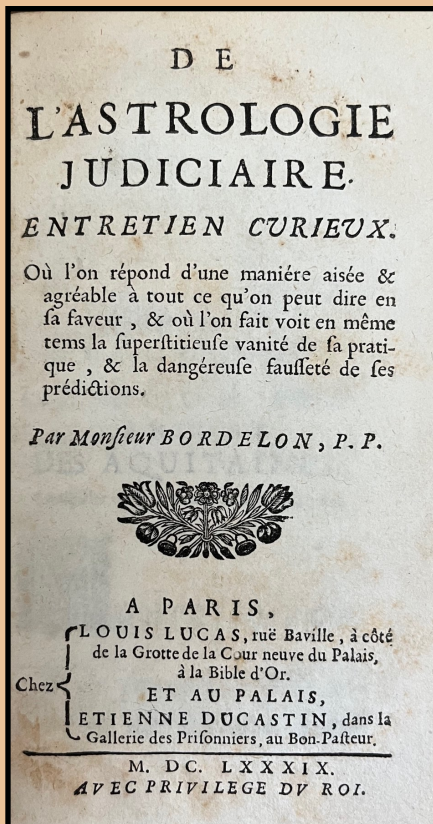 DE
L'ASTROLOGIE
JUDICIAIRE.
ENTRETIEN CVRIEUX.
Où l'on répond d'une maniére aisée &
agréable à tout ce qu'on peut dire en
ſa faveur , & où l'on fait voit en même
tems la ſuperſtitieuſe vanité de ſa prati-
que , & la dangéreuſe fauſſeté de ſes
prédictions.
Par Monſieur BORDELON, P. P.
A PARIS,
LOUIS LUCAS, ruë Baville, à côté
de la Grotte de la Cour neuve du Palais,
à la Bible d'Or.
Chez
ET AU PALAIS,
ETIENNE DUCASTIN, dans la
Gallerie des Priſonniers, au Bon-Paſteur.
M. DC. LXXXIX.
AVEC PRIVILEGE DV ROI.